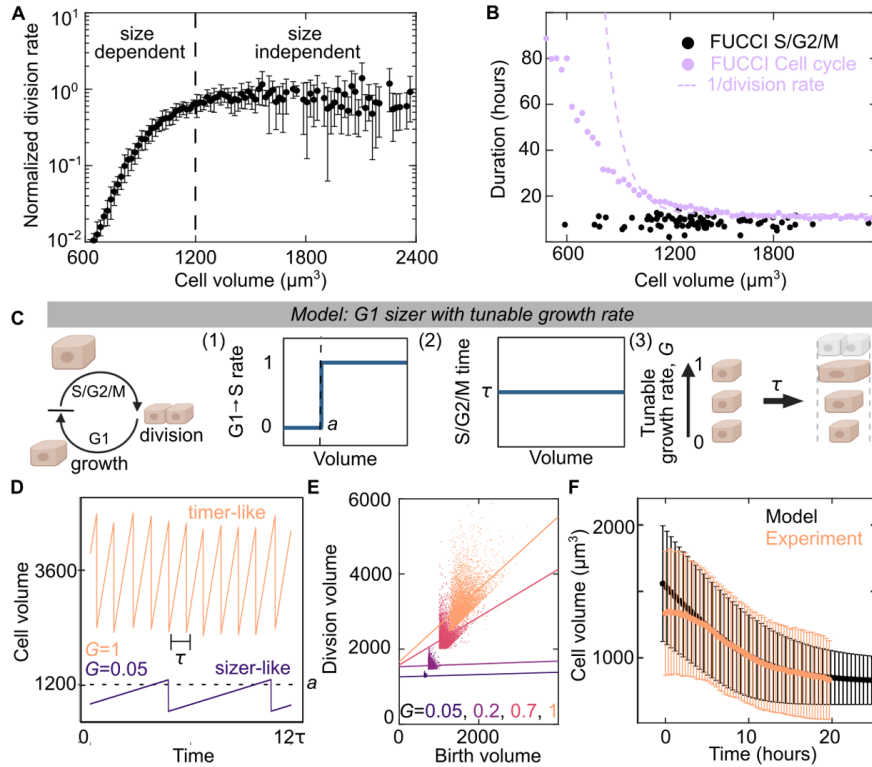 A
Normalized division rate
10¹
10⁰
10⁻¹
10⁻²
size dependent
size independent
600 1200 1800 2400
Cell volume (µm³)
B
Duration (hours)
80
60
40
20
FUCCI S/G2/M
FUCCI Cell cycle
1/division rate
600 1200 1800
Cell volume (µm³)
C
Model: G1 sizer with tunable growth rate
S/G2/M
G1
growth
division
(1)
G1→S rate
1
0
a
Volume
(2)
S/G2/M time
τ
Volume
(3)
Tunable
growth rate, G
1
0
τ
D
Cell volume
3600
1200
timer-like
G=1
τ
G=0.05
sizer-like
a
0 12τ
Time
E
Divsion volume
6000
4000
2000
0
G=0.05, 0.2, 0.7, 1
0 2000
Birth volume
F
Cell volume (µm³)
2000
1000
Model
Experiment
0 10 20
Time (hours)